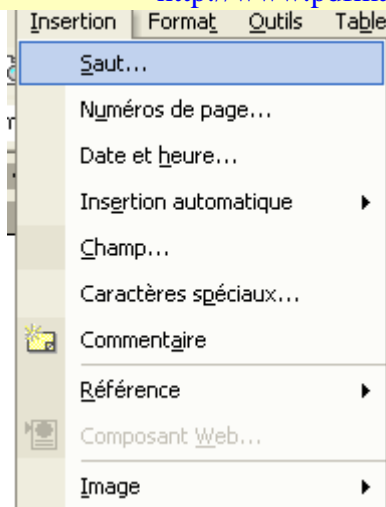 Insertion Format Outils Table
Saut...
Numéros de page...
Date et heure...
Insertion automatique
Champ...
Caractères spéciaux...
Commentaire
Référence
Composant Web...
Image